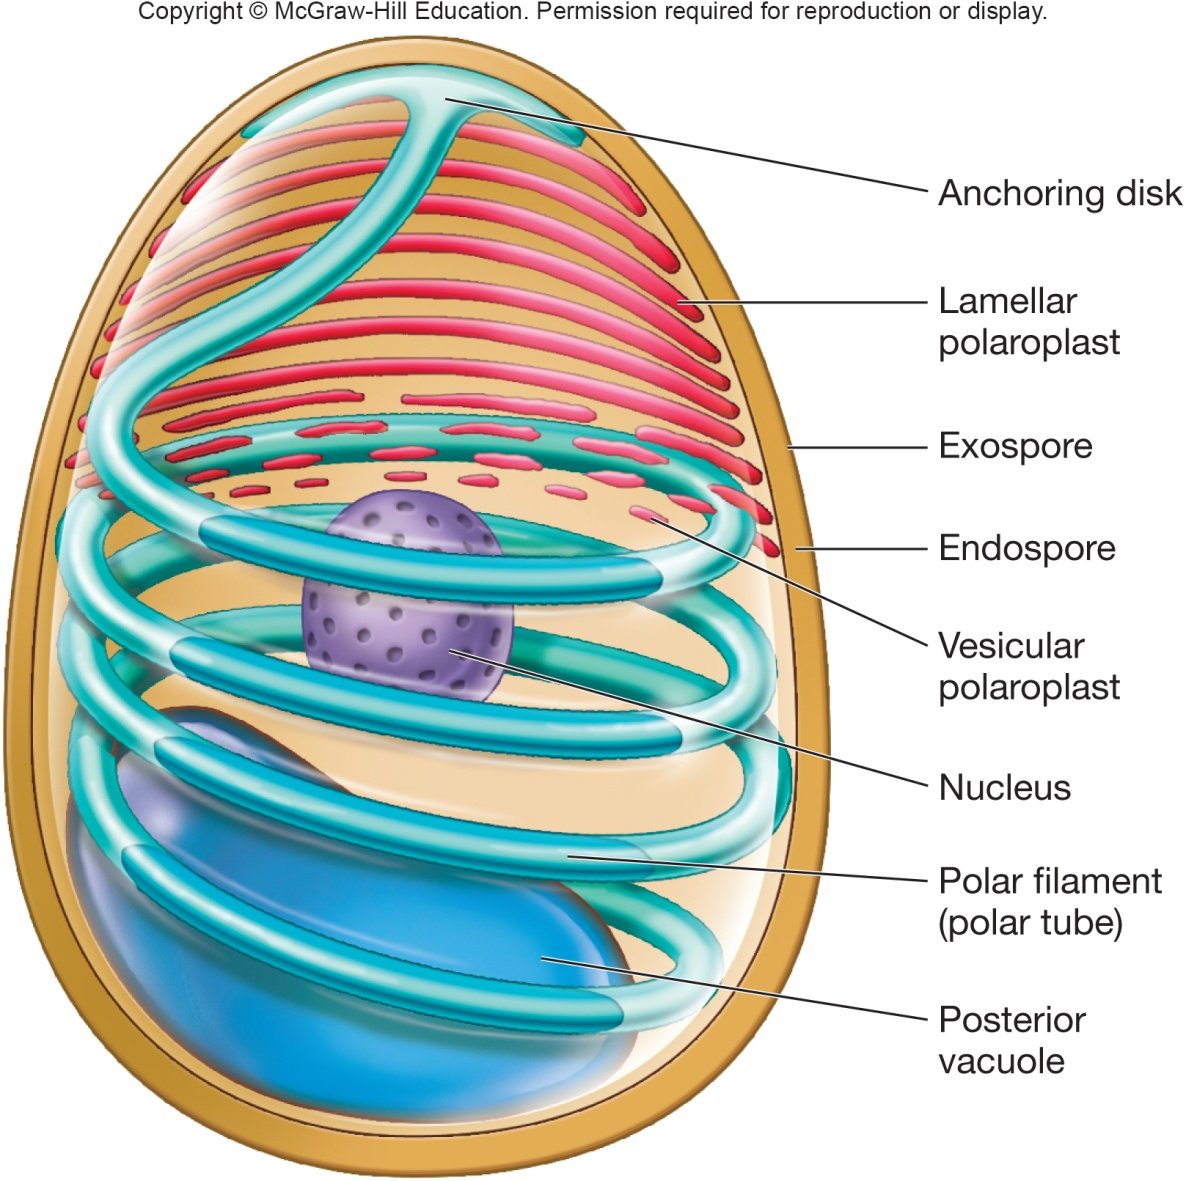 Copyright © McGraw-Hill Education. Permission required for reproduction or display.
Anchoring disk
Lamellar
polaroplast
Exospore
Endospore
Vesicular
polaroplast
Nucleus
Polar filament
(polar tube)
Posterior
vacuole